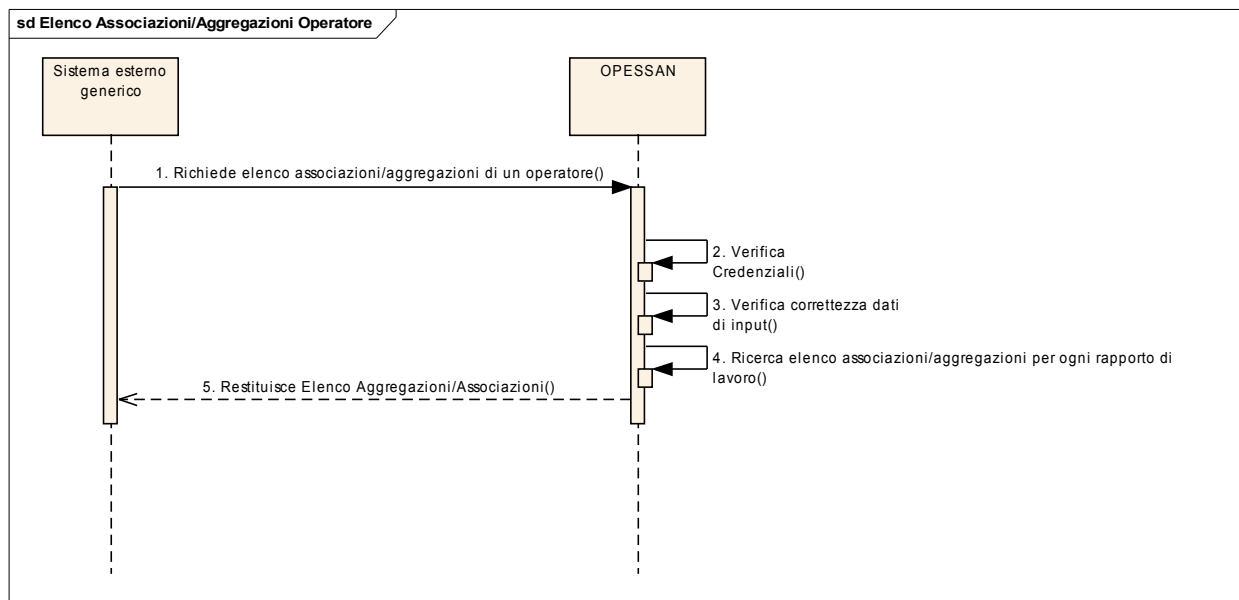 sd Elenco Associazioni/Aggregazioni Operatore
Sistema esterno
generico
OPESSAN
1. Richiede elenco associazioni/aggregazioni di un operatore()
2. Verifica
Credenziali()
3. Verifica correttezza dati
di input()
4. Ricerca elenco associazioni/aggregazioni per ogni rapporto di
lavoro()
5. Restituisce Elenco Aggregazioni/Associazioni()